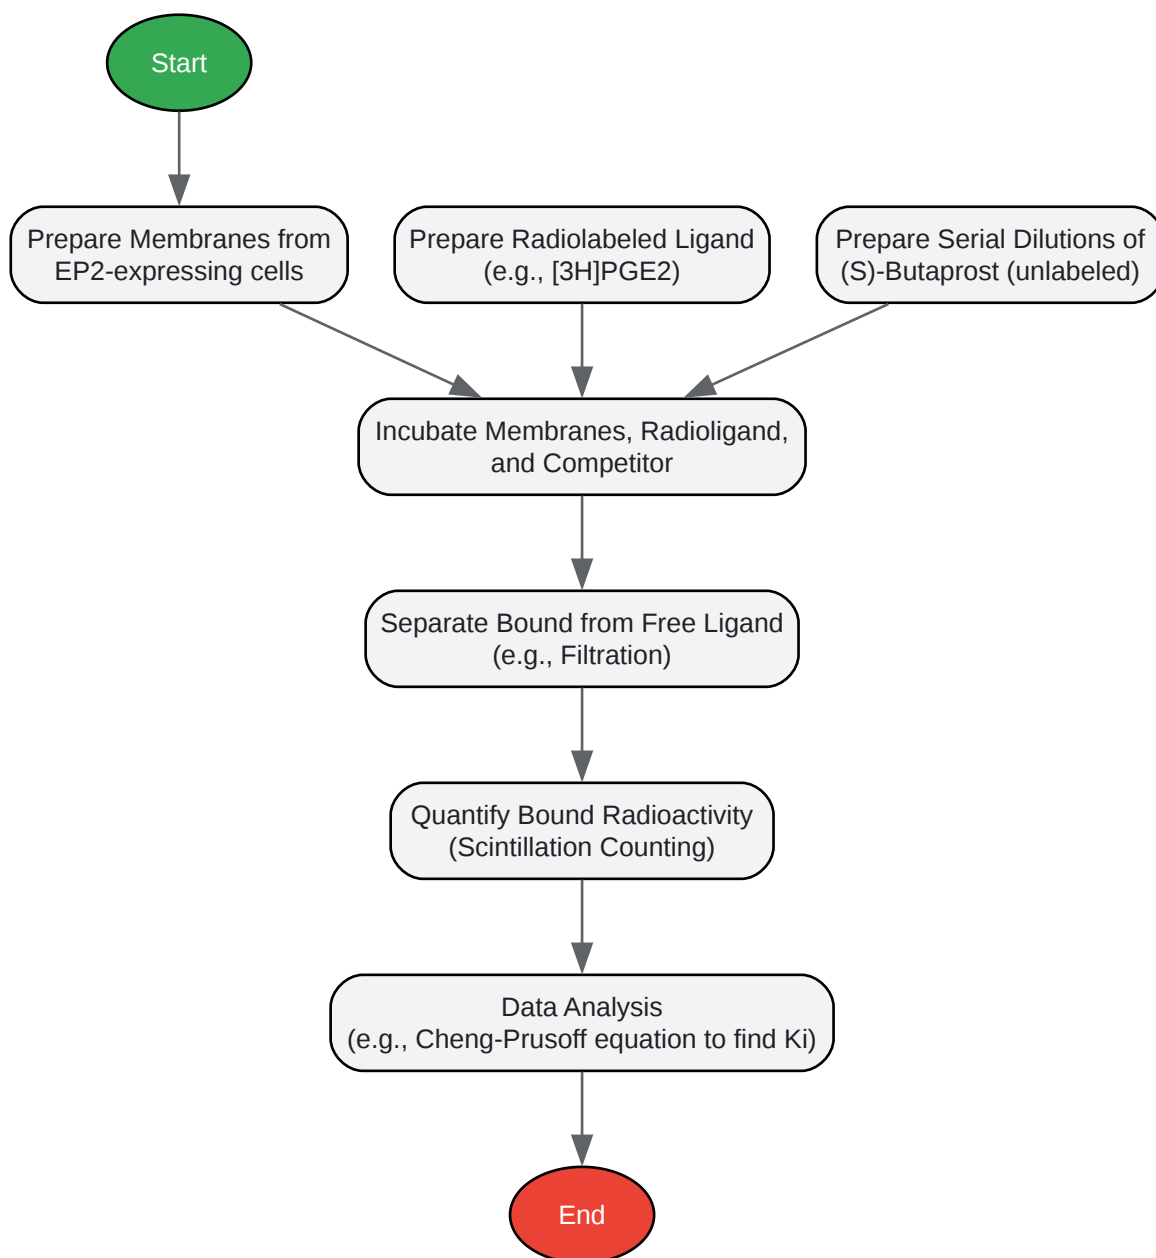 Start
Prepare Membranes from
EP2-expressing cells
Prepare Radiolabeled Ligand
(e.g., [3H]PGE2)
Prepare Serial Dilutions of
(S)-Butaprost (unlabeled)
Incubate Membranes, Radioligand,
and Competitor
Separate Bound from Free Ligand
(e.g., Filtration)
Quantify Bound Radioactivity
(Scintillation Counting)
Data Analysis
(e.g., Cheng-Prusoff equation to find Ki)
End